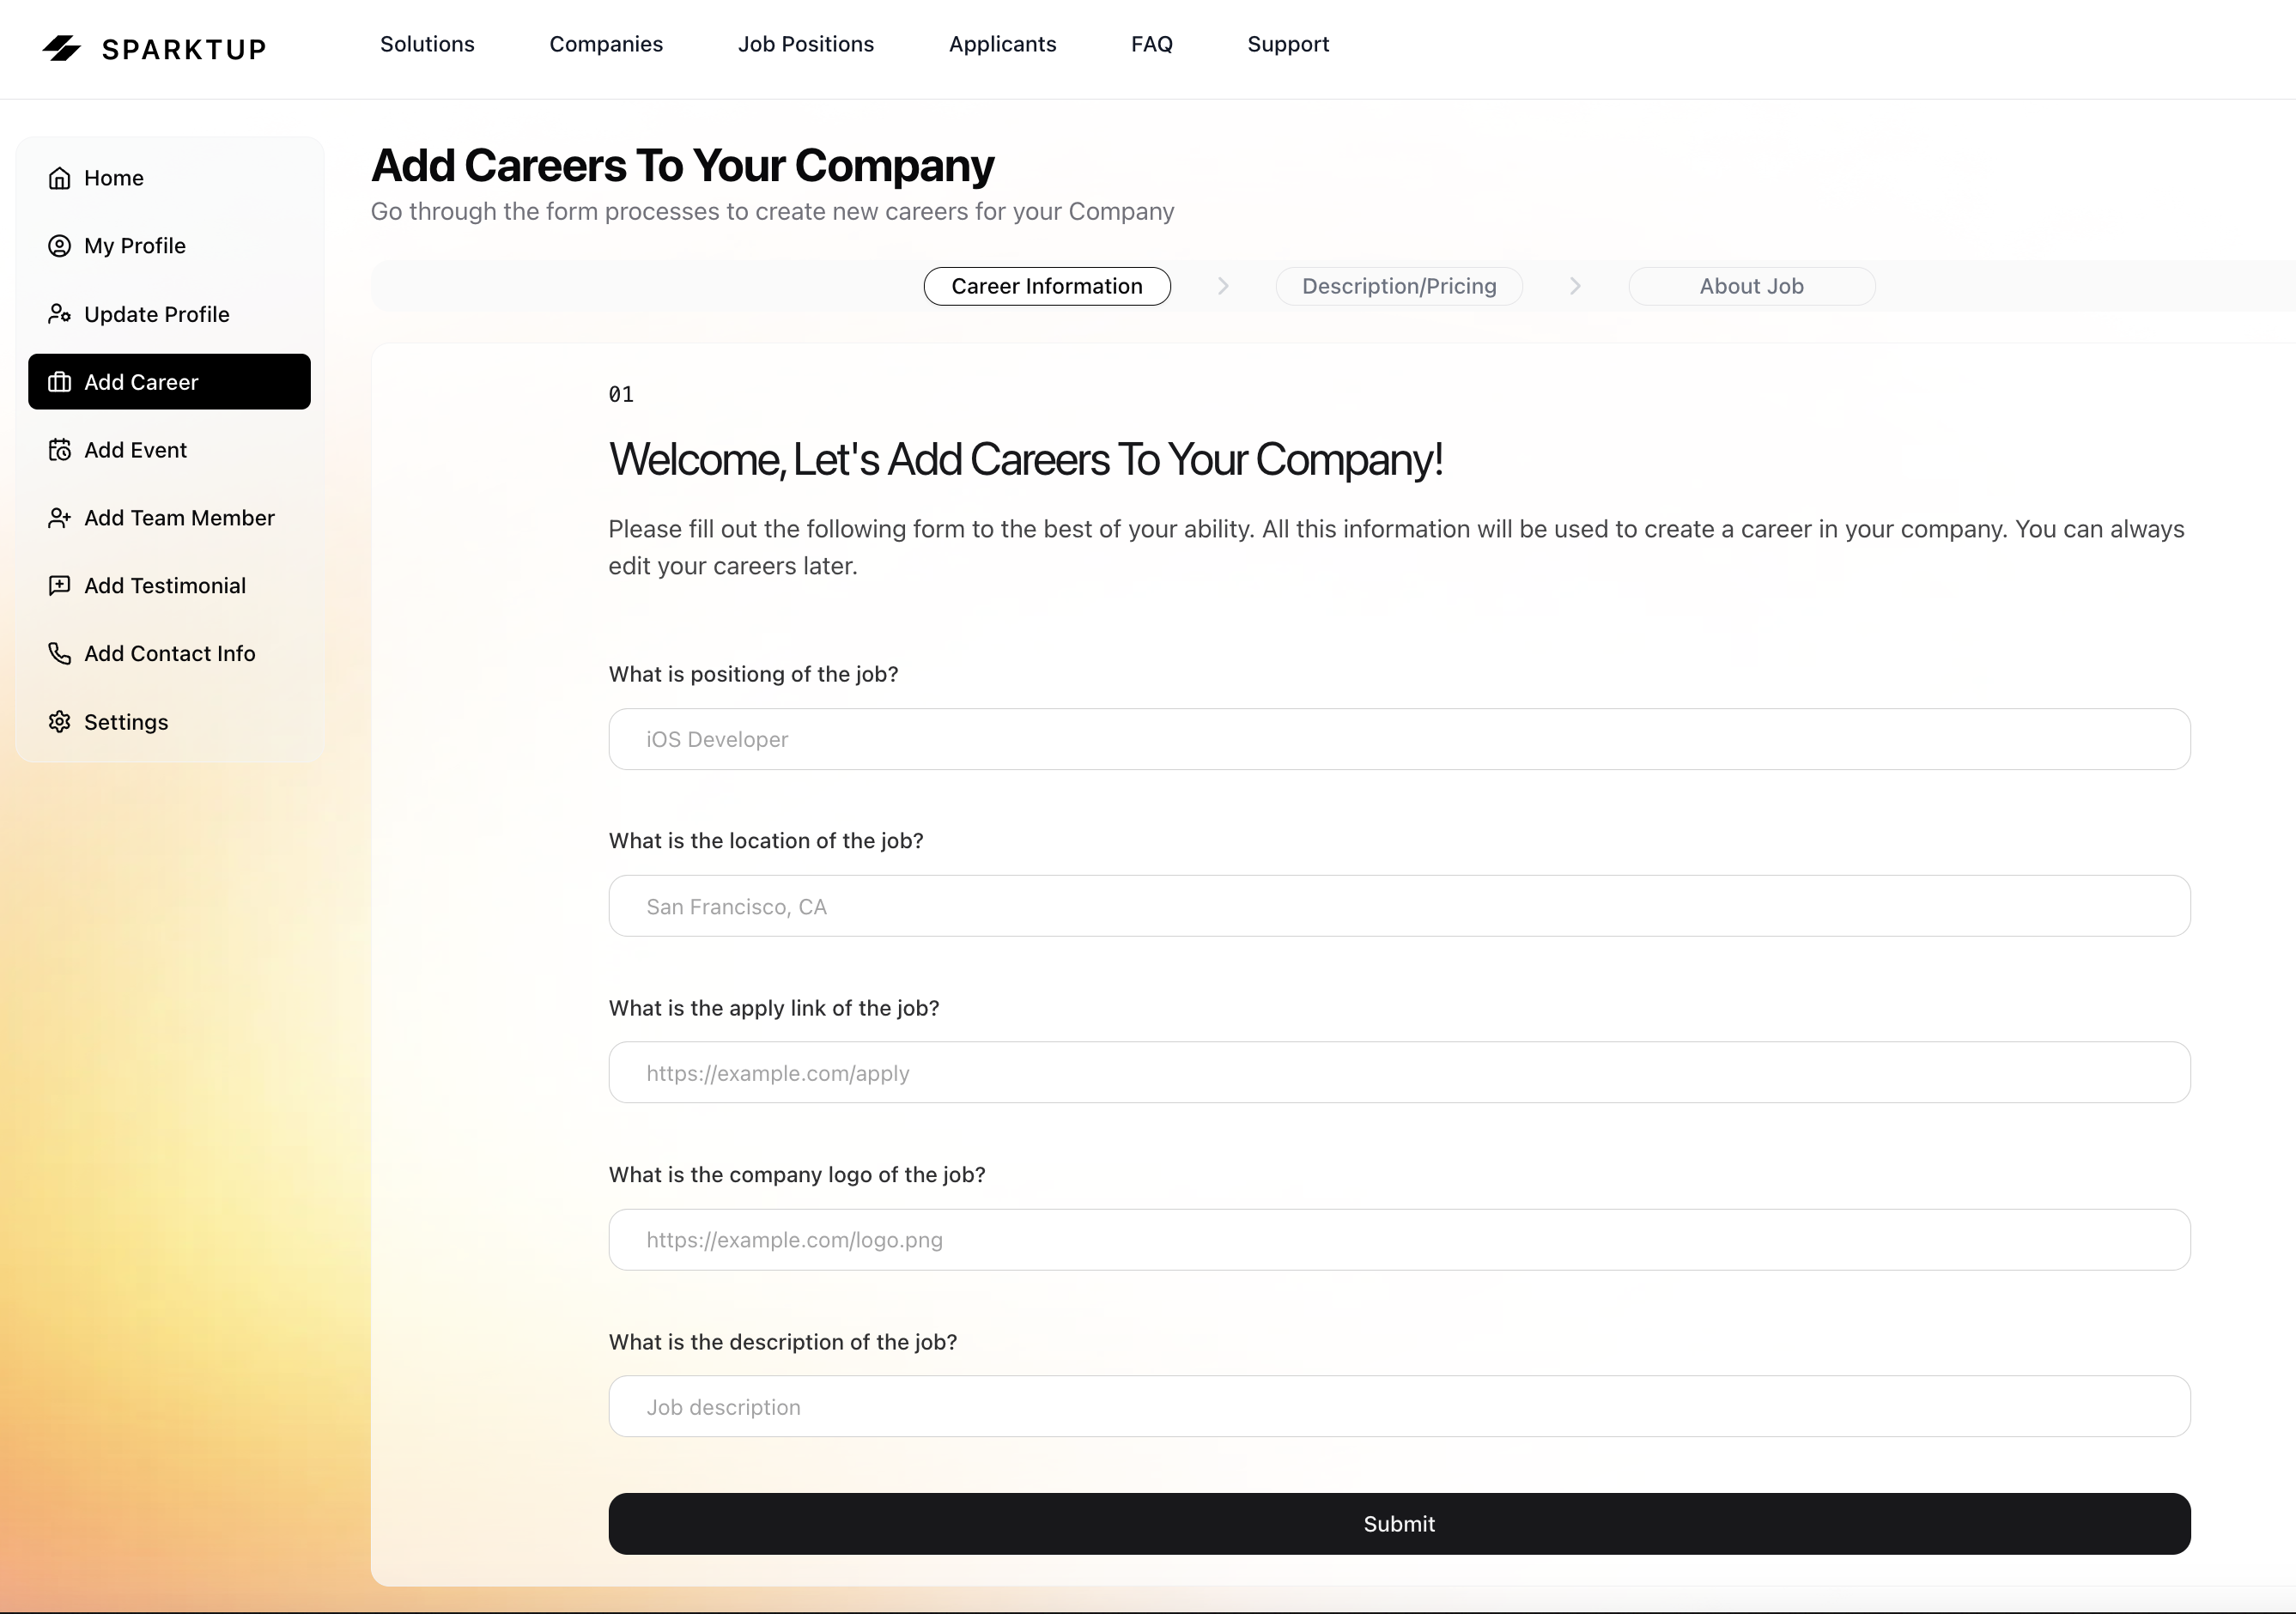 SPARKTUP
Solutions
Companies
Job Positions
Applicants
FAQ
Support
Home
My Profile
Update Profile
Add Career
Add Event
Add Team Member
Add Testimonial
Add Contact Info
Settings
Add Careers To Your Company
Go through the form processes to create new careers for your Company
Career Information
Description/Pricing
About Job
01
Welcome, Let's Add Careers To Your Company!
Please fill out the following form to the best of your ability. All this information will be used to create a career in your company. You can always
edit your careers later.
What is positiong of the job?
iOS Developer
What is the location of the job?
San Francisco, CA
What is the apply link of the job?
https://example.com/apply
What is the company logo of the job?
https://example.com/logo.png
What is the description of the job?
Job description
Submit